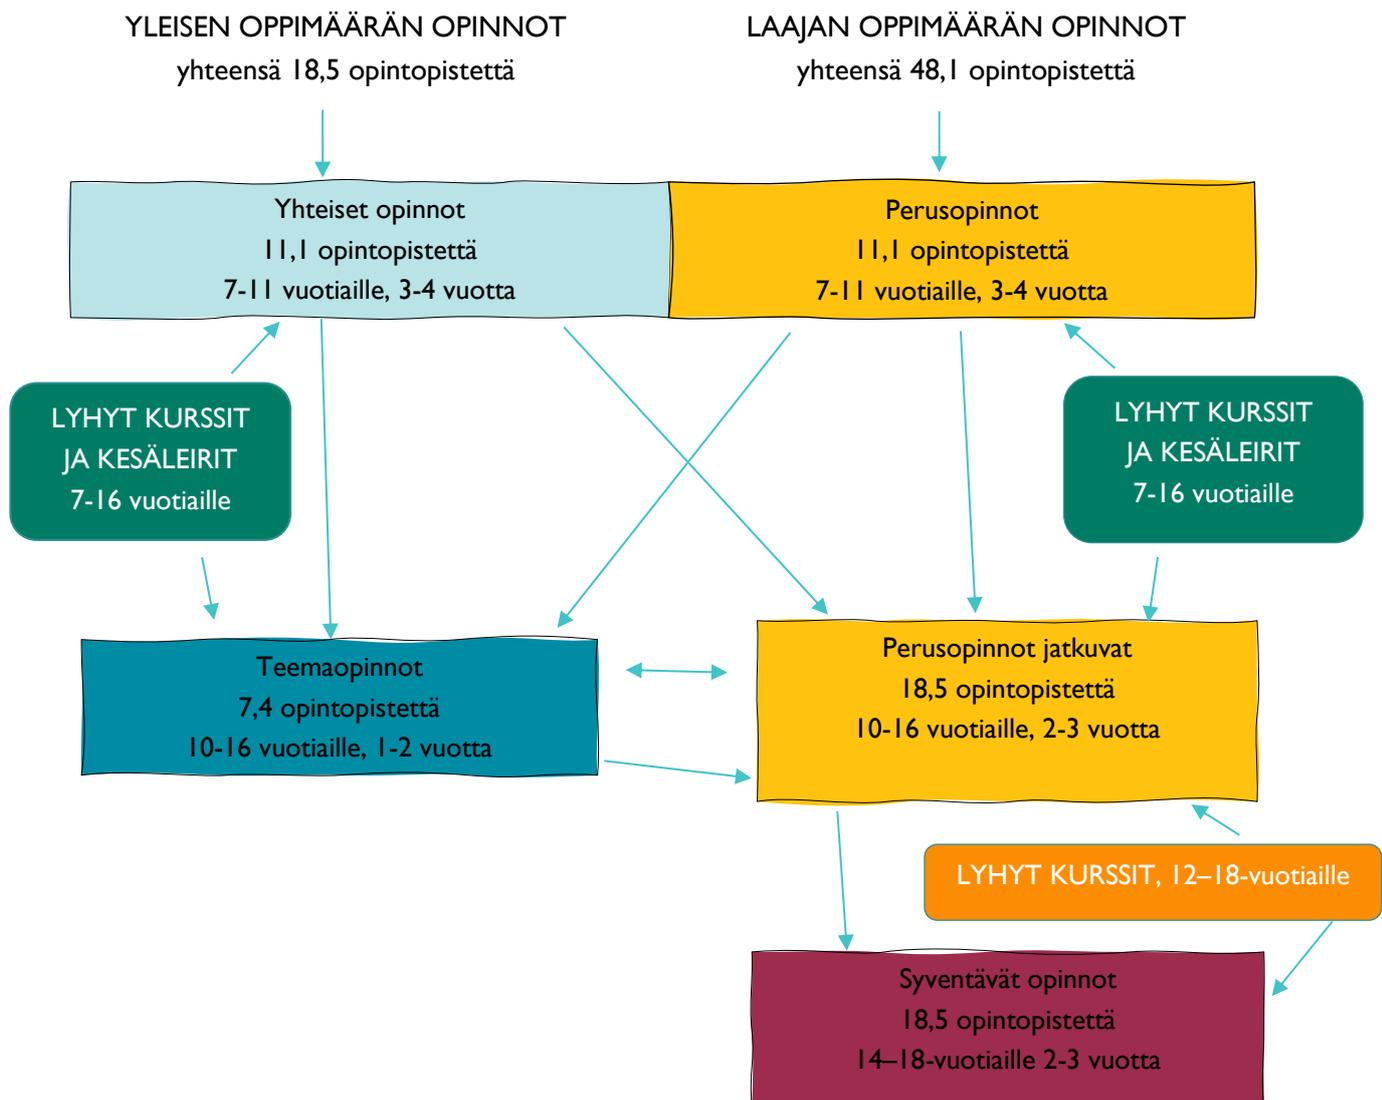 YLEISEN OPPIMÄÄRÄN OPINNOT
yhteensä 18,5 opintopistettä
LAAJAN OPPIMÄÄRÄN OPINNOT
yhteensä 48,1 opintopistettä
Yhteiset opinnot
11,1 opintopistettä
7-11 vuotiaille, 3-4 vuotta
Perusopinnot
11,1 opintopistettä
7-11 vuotiaille, 3-4 vuotta
LYHYT KURSSIT
JA KESÄLEIRIT
7-16 vuotiaille
LYHYT KURSSIT
JA KESÄLEIRIT
7-16 vuotiaille
Teemaopinnot
7,4 opintopistettä
10-16 vuotiaille, 1-2 vuotta
Perusopinnot jatkuvat
18,5 opintopistettä
10-16 vuotiaille, 2-3 vuotta
LYHYT KURSSIT, 12–18-vuotiaille
Syventävät opinnot
18,5 opintopistettä
14–18-vuotiaille 2-3 vuotta